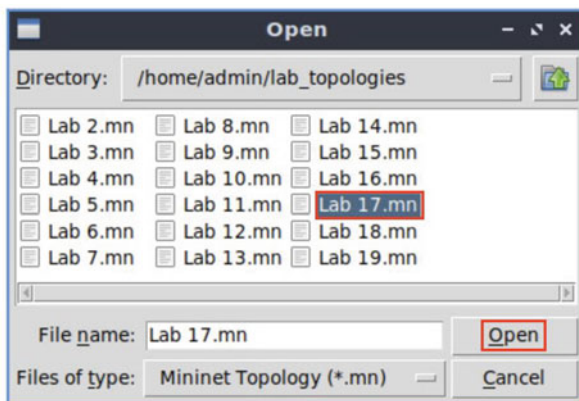 Open
Directory: /home/admin/lab_topologies
Lab 2.mn Lab 8.mn Lab 14.mn
Lab 3.mn Lab 9.mn Lab 15.mn
Lab 4.mn Lab 10.mn Lab 16.mn
Lab 5.mn Lab 11.mn Lab 17.mn
Lab 6.mn Lab 12.mn Lab 18.mn
Lab 7.mn Lab 13.mn Lab 19.mn
File name: Lab 17.mn Open
Files of type: Mininet Topology (*.mn) Cancel